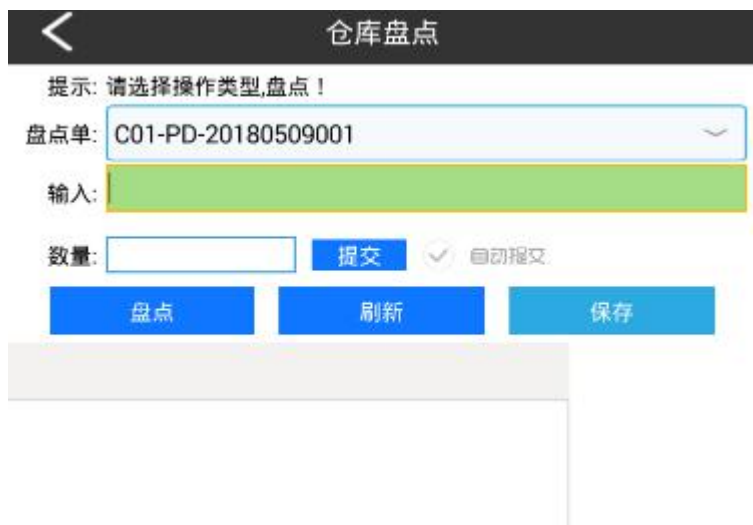 仓库盘点
提示: 请选择操作类型,盘点！
盘点单: C01-PD-20180509001
输入:
数量: 提交 自动提交
盘点 刷新 保存